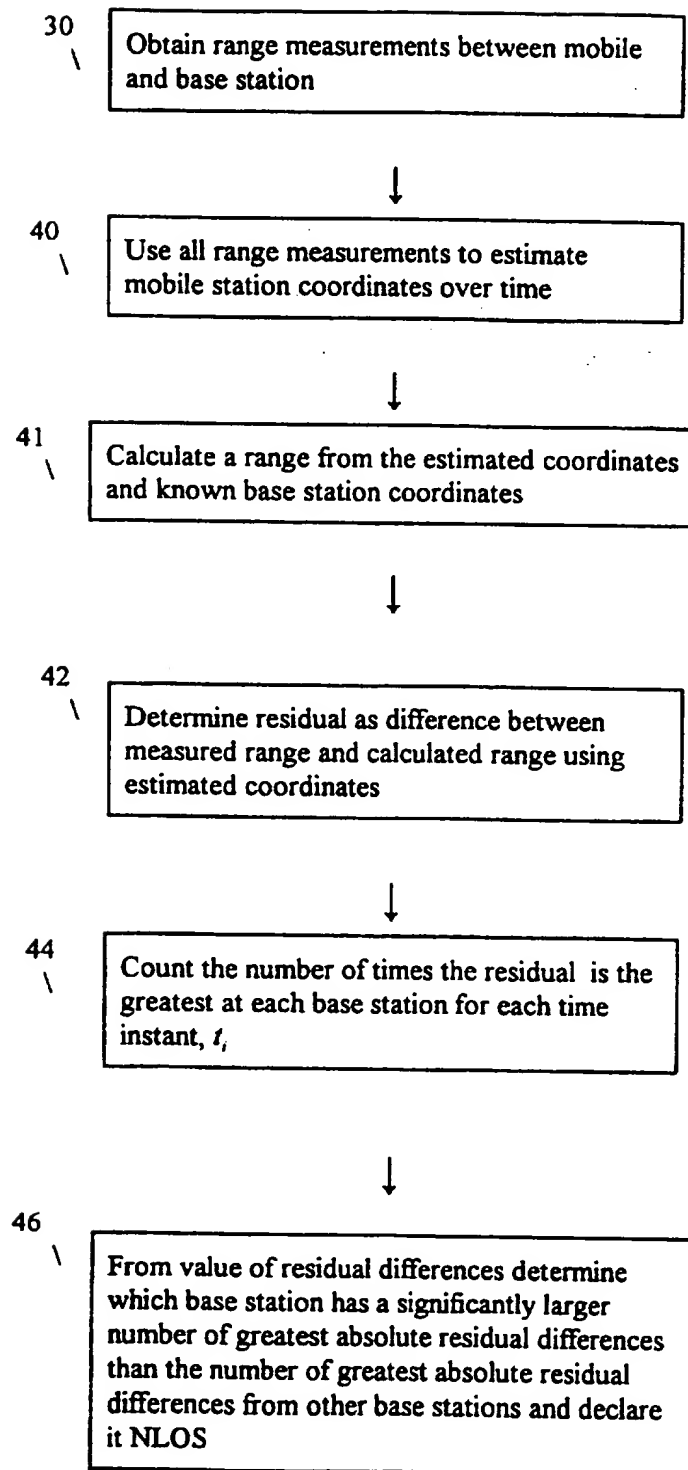 30
Obtain range measurements between mobile
and base station
40
Use all range measurements to estimate
mobile station coordinates over time
41
Calculate a range from the estimated coordinates
and known base station coordinates
42
Determine residual as difference between
measured range and calculated range using
estimated coordinates
44
Count the number of times the residual is the
greatest at each base station for each time
instant, tᵢ
46
From value of residual differences determine
which base station has a significantly larger
number of greatest absolute residual differences
than the number of greatest absolute residual
differences from other base stations and declare
it NLOS